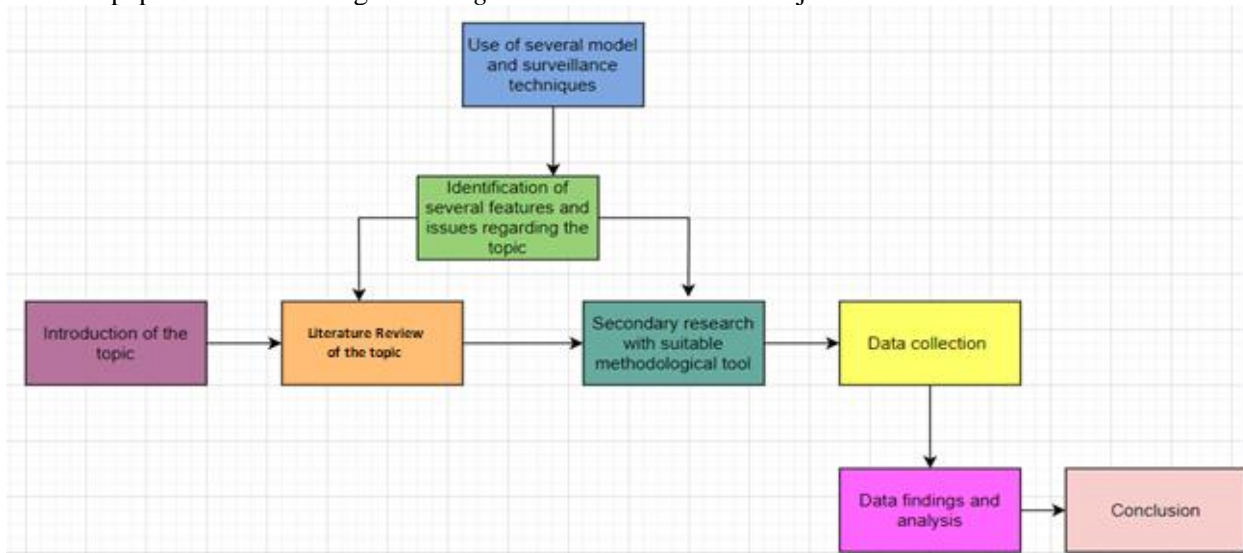 Use of several model
and surveillance
techniques
Identification of
several features and
issues regarding the
topic
Introduction of the
topic
Literature Review
of the topic
Secondary research
with suitable
methodological tool
Data collection
Data findings and
analysis
Conclusion